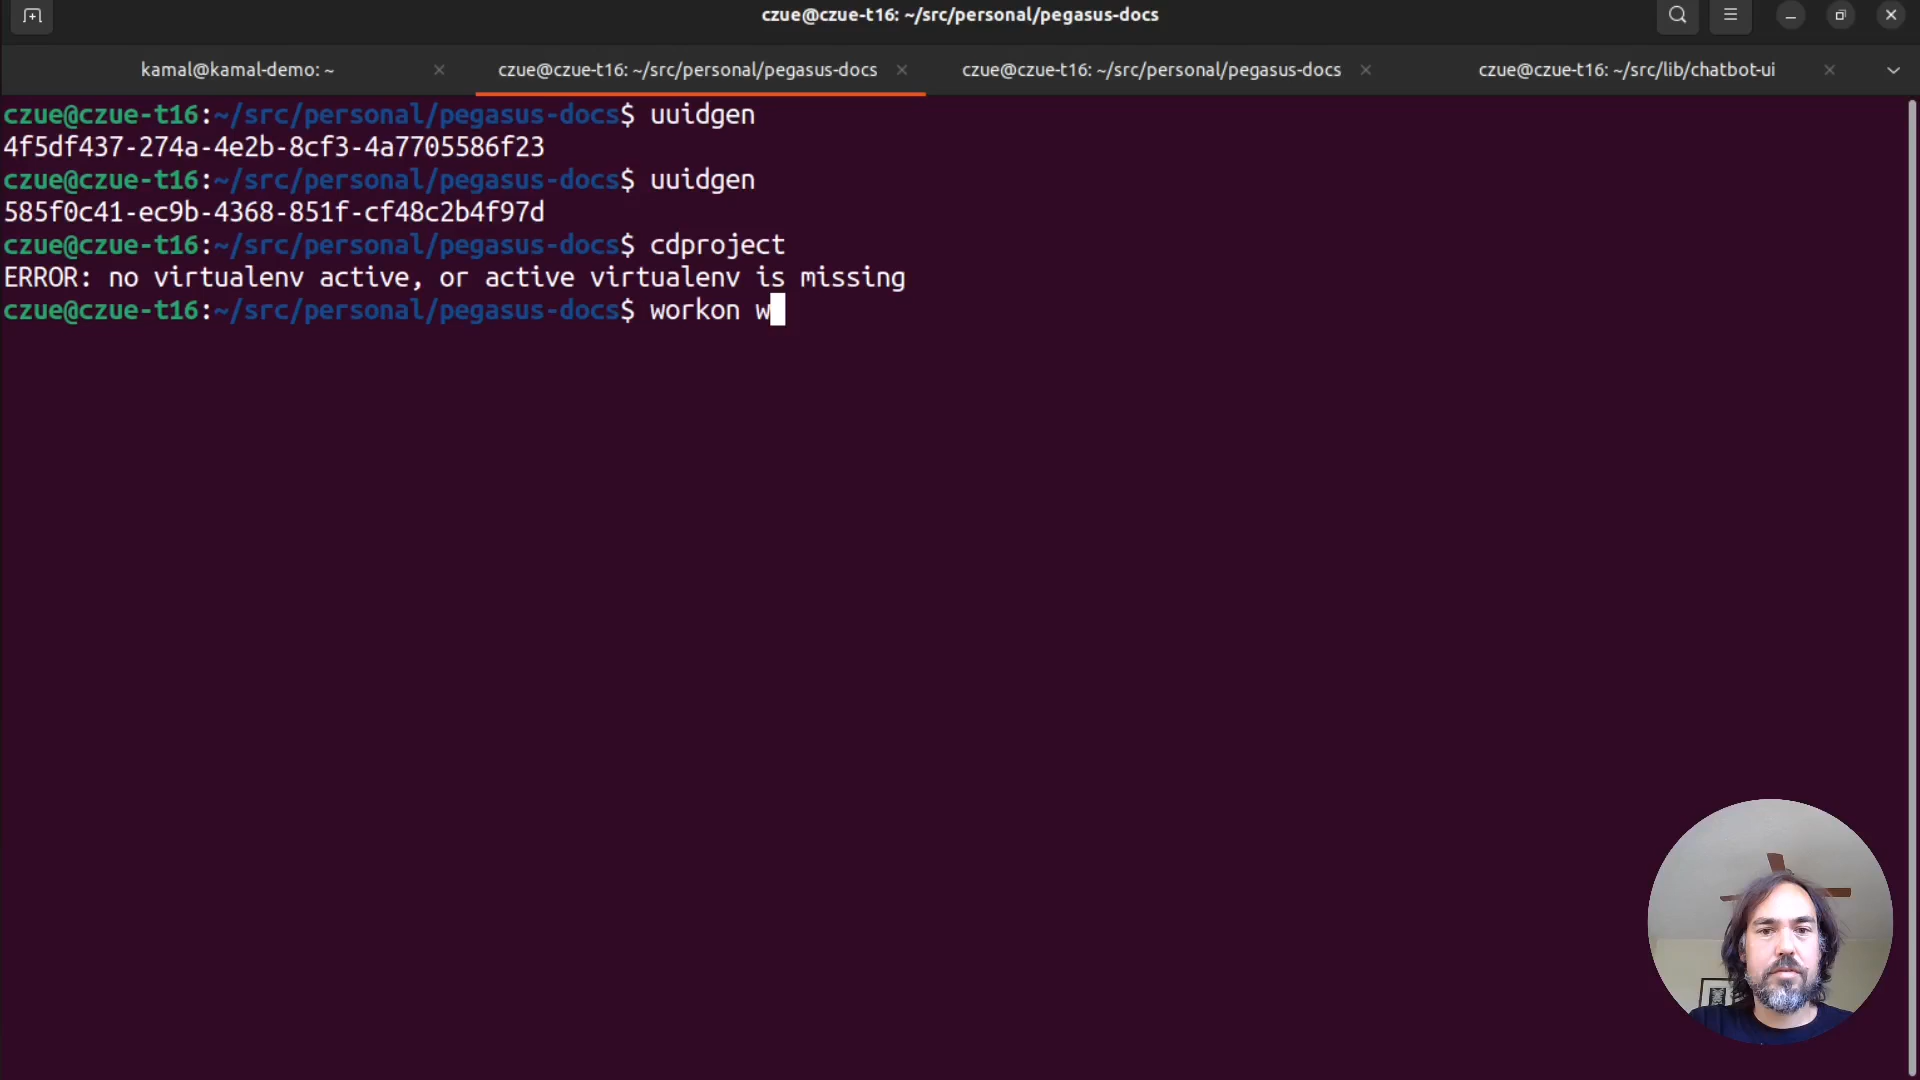 czue@czue-t16: ~/src/personal/pegasus-docs
kamal@kamal-demo: ~
czue@czue-t16: ~/src/personal/pegasus-docs
czue@czue-t16: ~/src/personal/pegasus-docs
czue@czue-t16: ~/src/lib/chatbot-ui
czue@czue-t16:~/src/personal/pegasus-docs$ uuidgen
4f5df437-274a-4e2b-8cf3-4a7705586f23
czue@czue-t16:~/src/personal/pegasus-docs$ uuidgen
585f0c41-ec9b-4368-851f-cf48c2b4f97d
czue@czue-t16:~/src/personal/pegasus-docs$ cdproject
ERROR: no virtualenv active, or active virtualenv is missing
czue@czue-t16:~/src/personal/pegasus-docs$ workon w